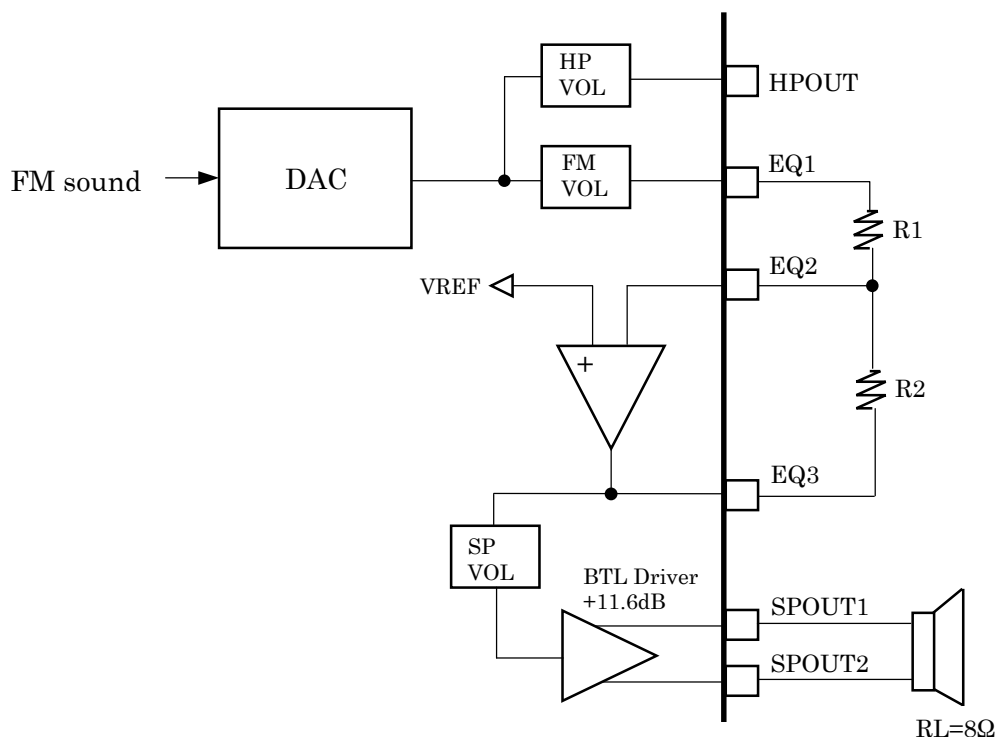 HP
VOL
HPOUT
FM sound
DAC
FM
VOL
EQ1
R1
EQ2
VREF
+
R2
EQ3
SP
VOL
BTL Driver
+11.6dB
SPOUT1
SPOUT2
RL=8Ω